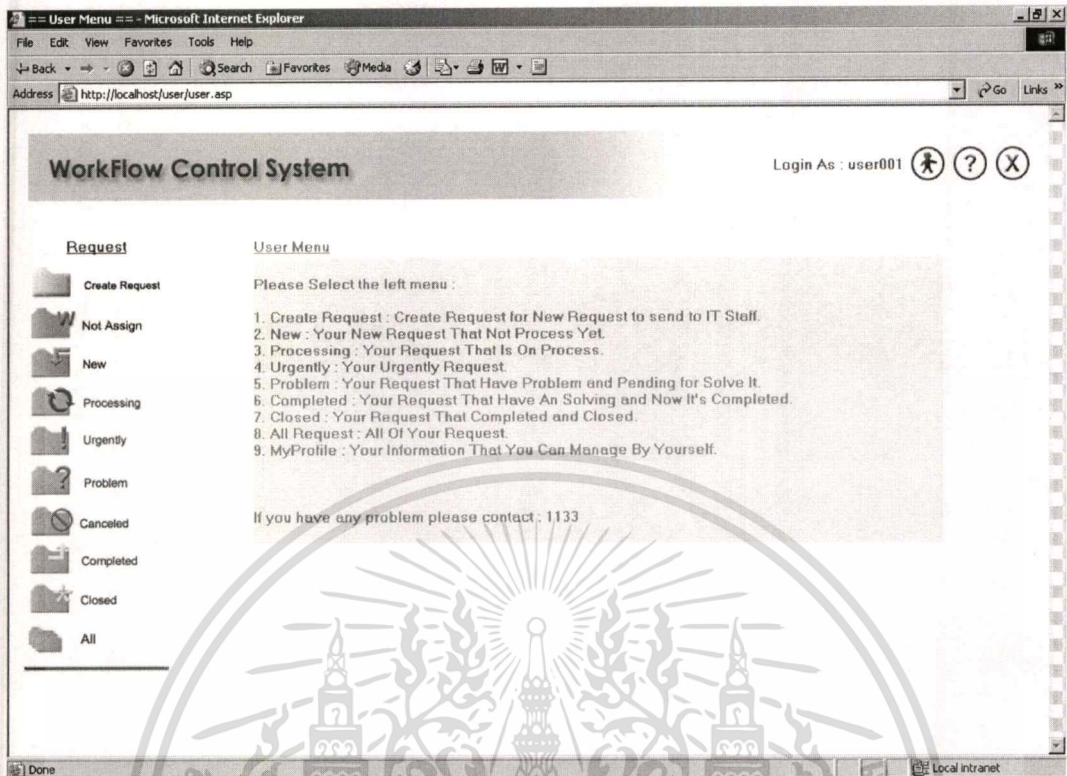 == User Menu == - Microsoft Internet Explorer
File Edit View Favorites Tools Help
Back Search Favorites Media
Address http://localhost/user/user.asp Go Links »
WorkFlow Control System
Login As : user001 ? X
Request
Create Request
Not Assign
New
Processing
Urgently
Problem
Canceled
Completed
Closed
All
User Menu
Please Select the left menu :
1. Create Request : Create Request for New Request to send to IT Staff.
2. New : Your New Request That Not Process Yet.
3. Processing : Your Request That Is On Process.
4. Urgently : Your Urgently Request.
5. Problem : Your Request That Have Problem and Pending for Solve It.
6. Completed : Your Request That Have An Solving and Now It's Completed.
7. Closed : Your Request That Completed and Closed.
8. All Request : All Of Your Request.
9. MyProfile : Your Information That You Can Manage By Yourself.
If you have any problem please contact : 1133
Done Local intranet